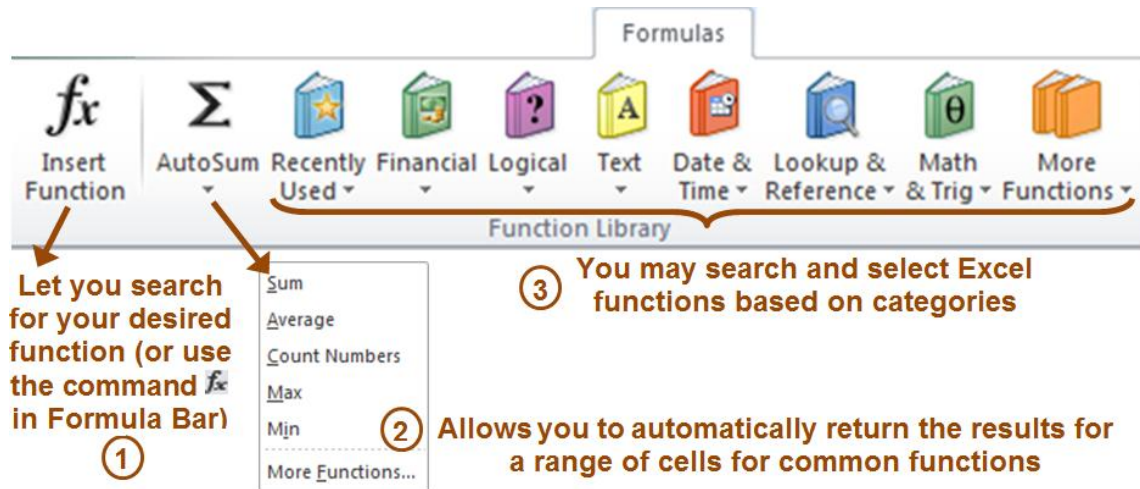 Formulas
fx
Σ
?
A
θ
Insert Function
AutoSum
Recently Used
Financial
Logical
Text
Date & Time
Lookup & Reference
Math & Trig
More Functions
Function Library
Let you search
for your desired
function (or use
the command fx
in Formula Bar)
1
Sum
Average
Count Numbers
Max
Min
More Functions...
3
You may search and select Excel
functions based on categories
2
Allows you to automatically return the results for
a range of cells for common functions